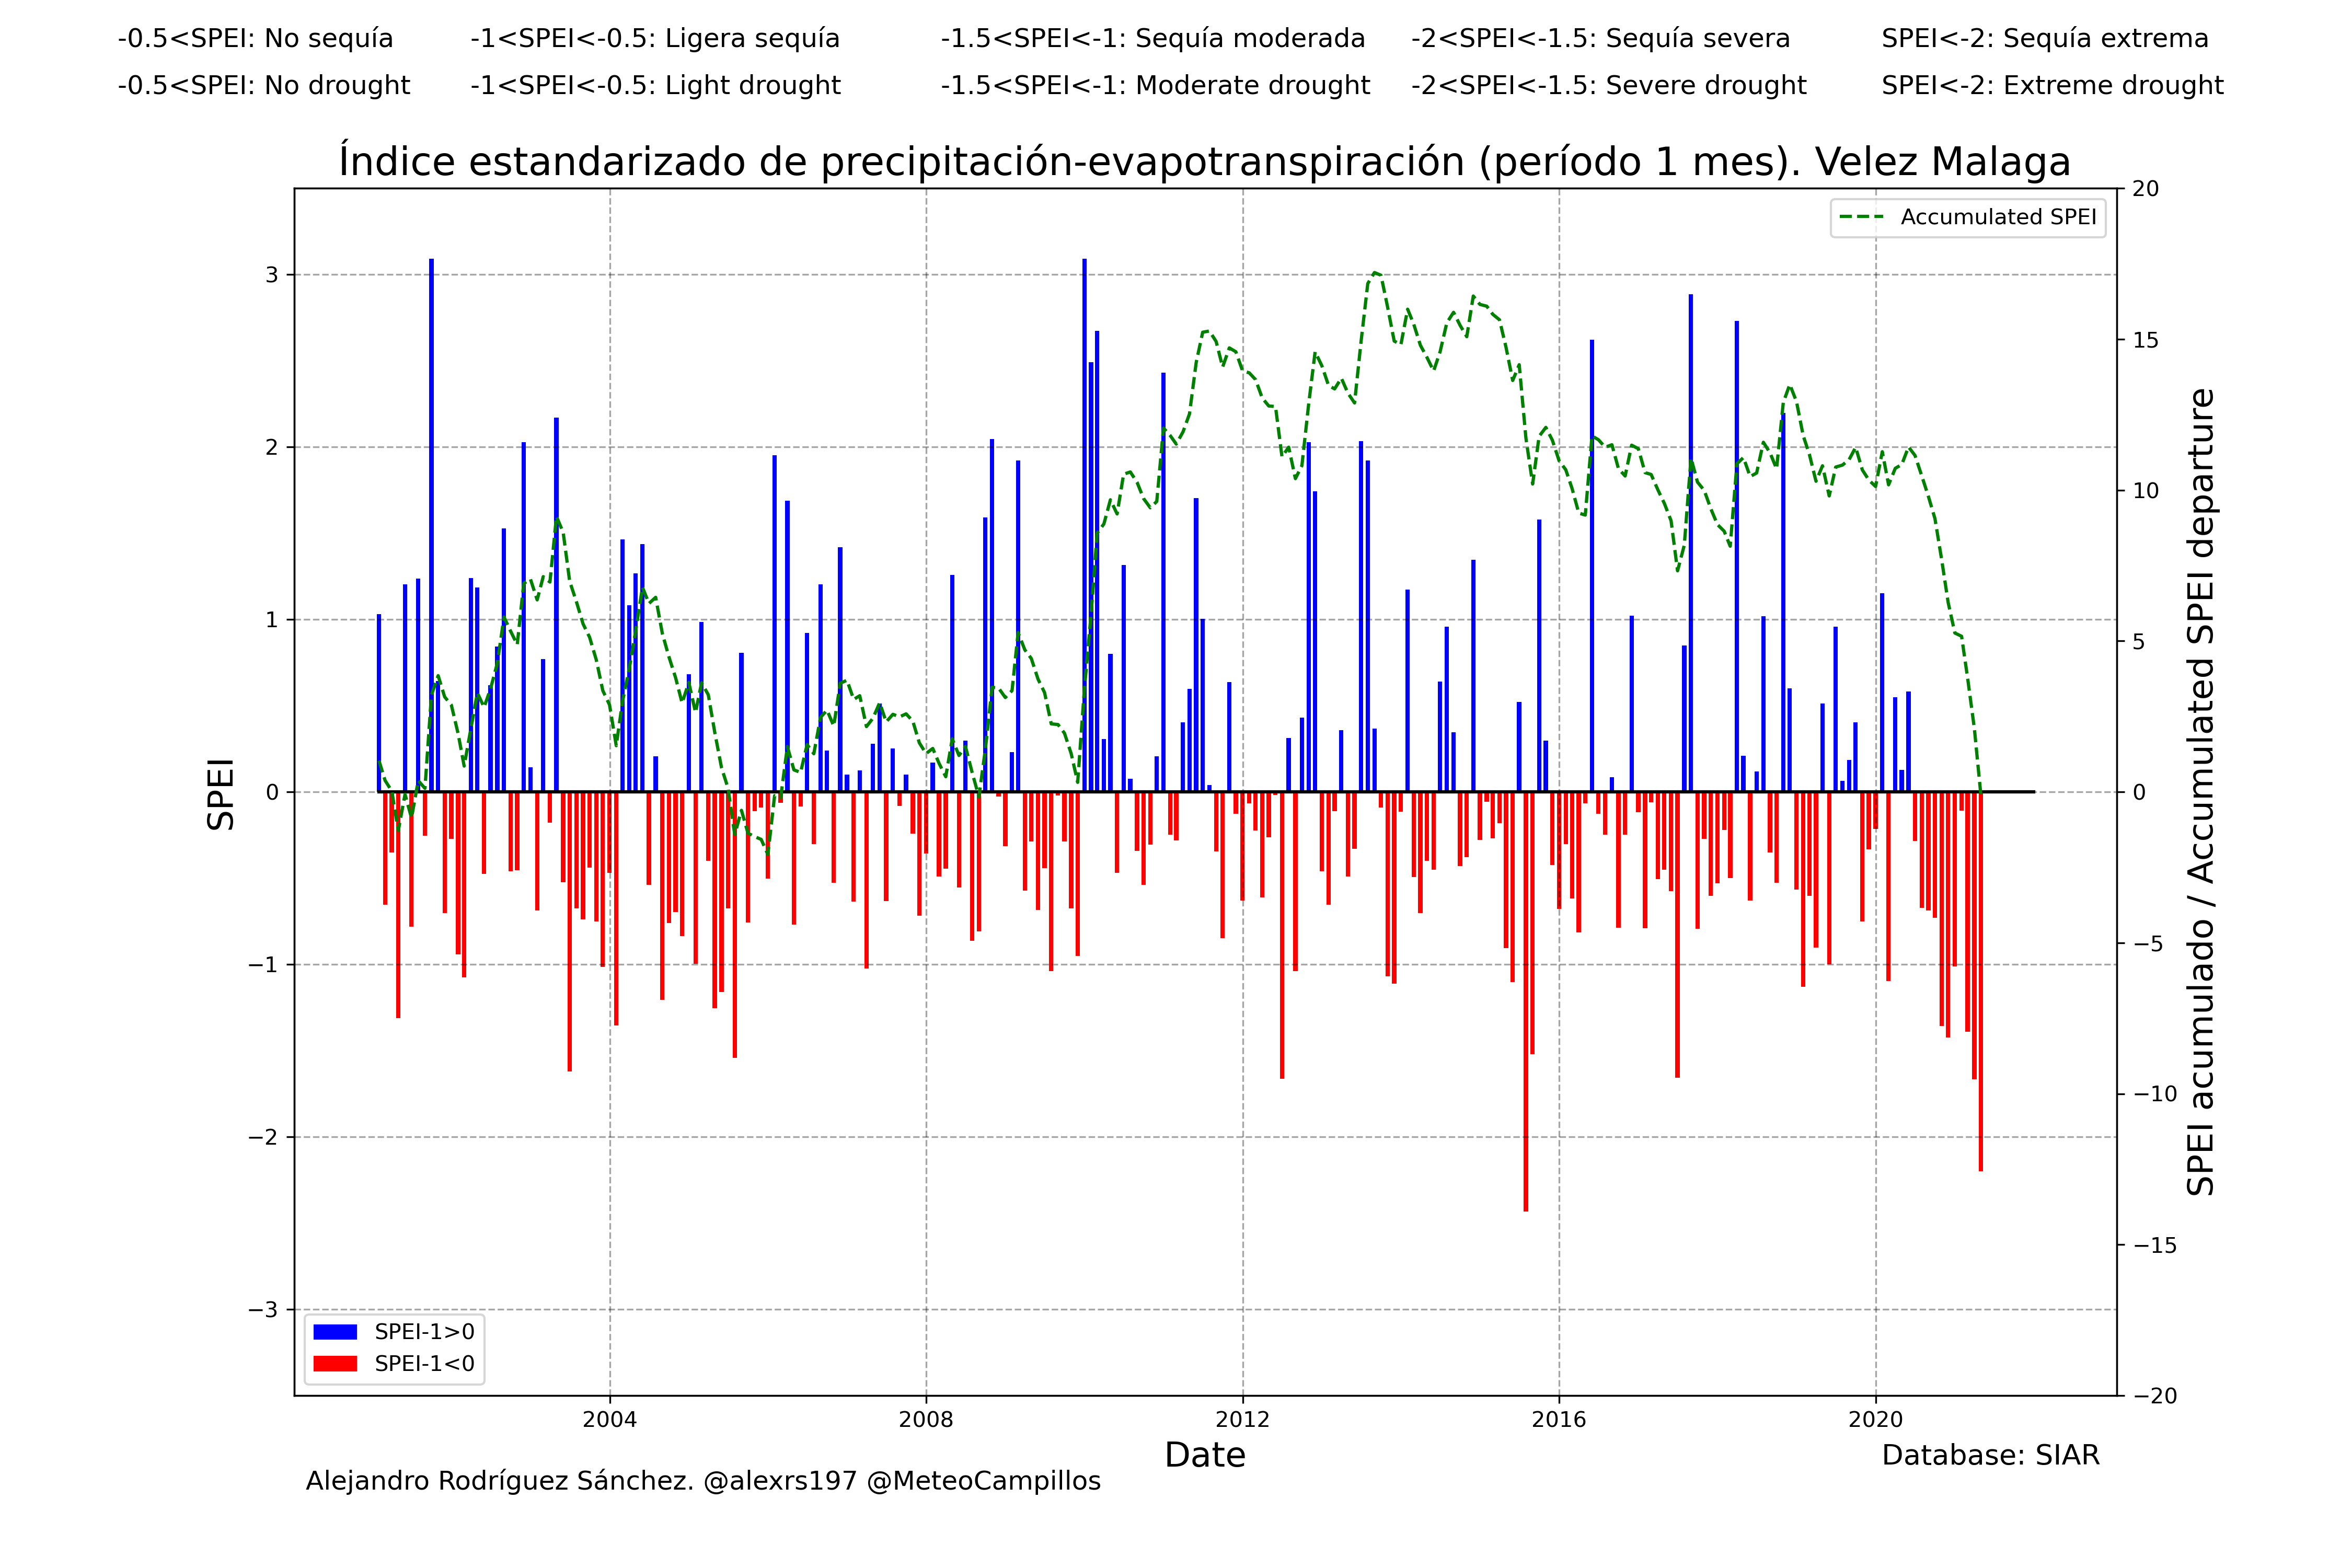 -0.5<SPEI: No sequía -1<SPEI<-0.5: Ligera sequía -1.5<SPEI<-1: Sequía moderada -2<SPEI<-1.5: Sequía severa SPEI<-2: Sequía extrema
-0.5<SPEI: No drought -1<SPEI<-0.5: Light drought -1.5<SPEI<-1: Moderate drought -2<SPEI<-1.5: Severe drought SPEI<-2: Extreme drought
Índice estandarizado de precipitación-evapotranspiración (período 1 mes). Velez Malaga
Accumulated SPEI
3
2
1
0
−1
−2
−3
SPEI
20
15
10
5
0
−5
−10
−15
−20
SPEI acumulado / Accumulated SPEI departure
SPEI-1>0
SPEI-1<0
2004 2008 2012 2016 2020
Date
Database: SIAR
Alejandro Rodríguez Sánchez. @alexrs197 @MeteoCampillos